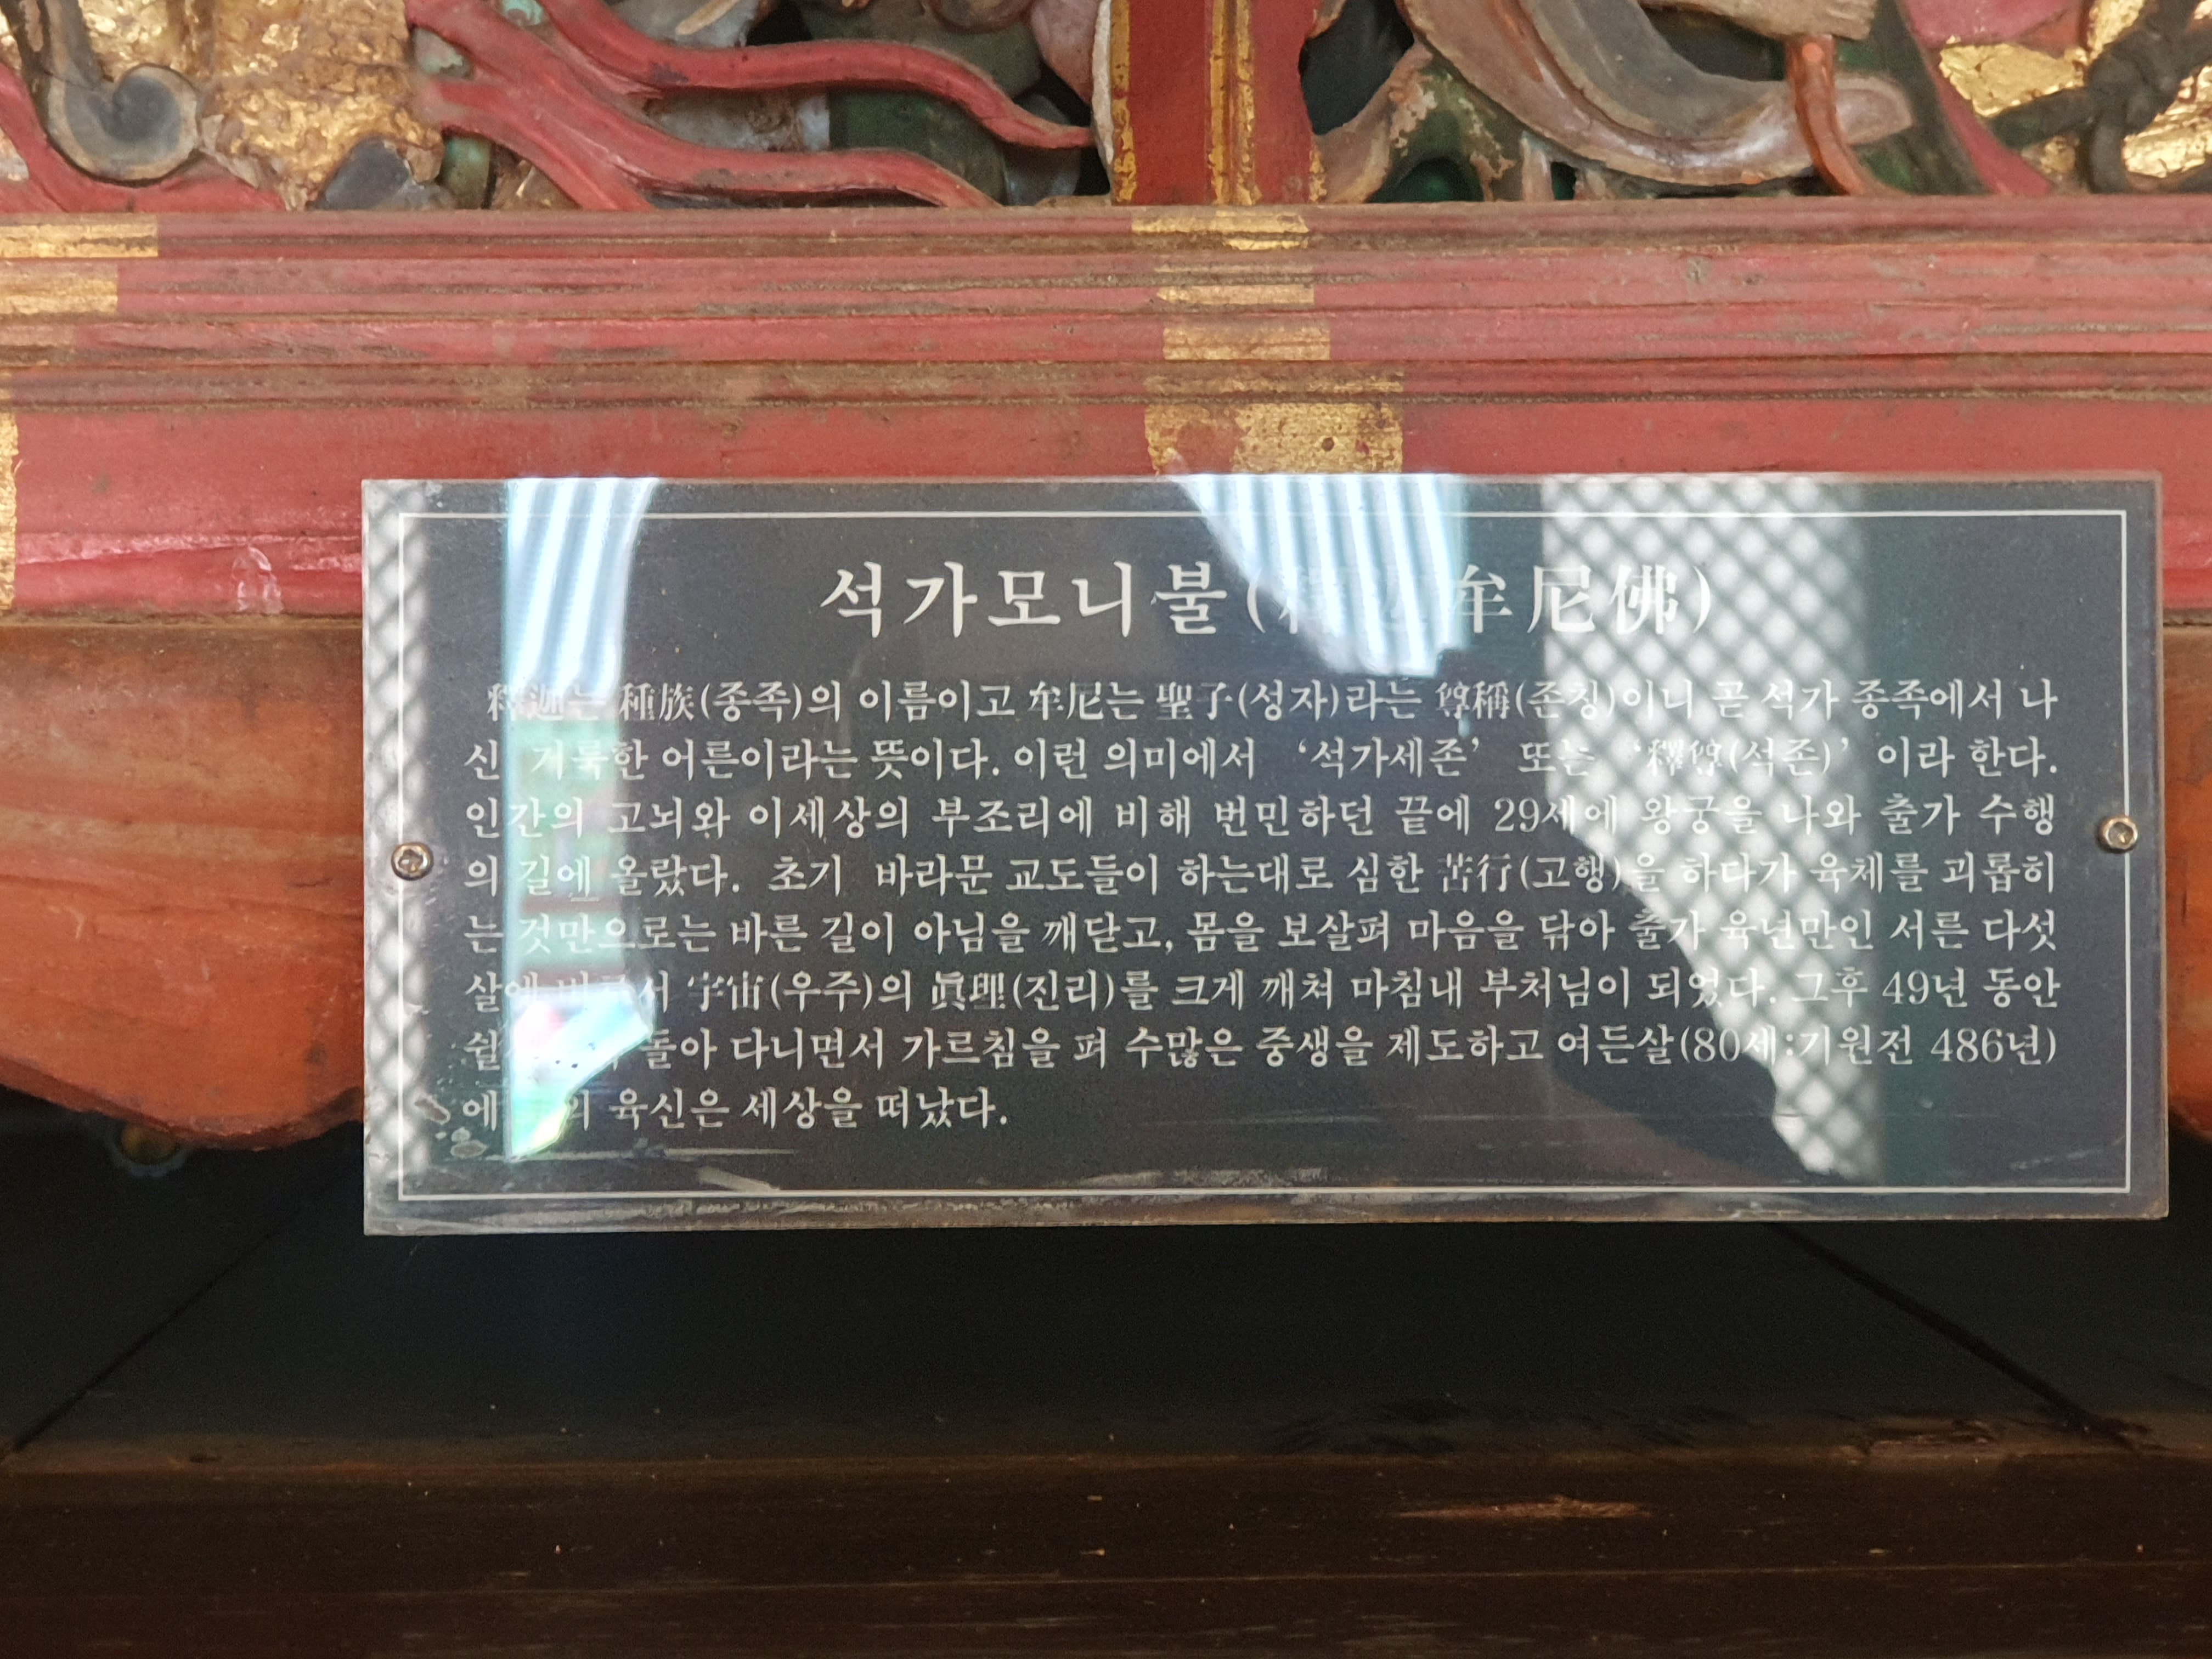 석가모니불( 牟尼佛)
釋迦는 種族(종족)의 이름이고 牟尼는 聖子(성자)라는 尊稱(존칭)이니 곧 석가 종족에서 나
신 거룩한 어른이라는 뜻이다. 이런 의미에서 ‘석가세존’ 또는 ‘釋尊(석존)’ 이라 한다.
인간의 고뇌와 이세상의 부조리에 비해 번민하던 끝에 29세에 왕궁을 나와 출가 수행
의 길에 올랐다. 초기 바라문 교도들이 하는대로 심한 苦行(고행)을 하다가 육체를 괴롭히
는 것만으로는 바른 길이 아님을 깨닫고, 몸을 보살펴 마음을 닦아 출가 육년만인 서른 다섯
살에 宇宙(우주)의 眞理(진리)를 크게 깨쳐 마침내 부처님이 되었다. 그후 49년 동안
돌아 다니면서 가르침을 펴 수많은 중생을 제도하고 여든살(80세:기원전 486년)
에 육신은 세상을 떠났다.